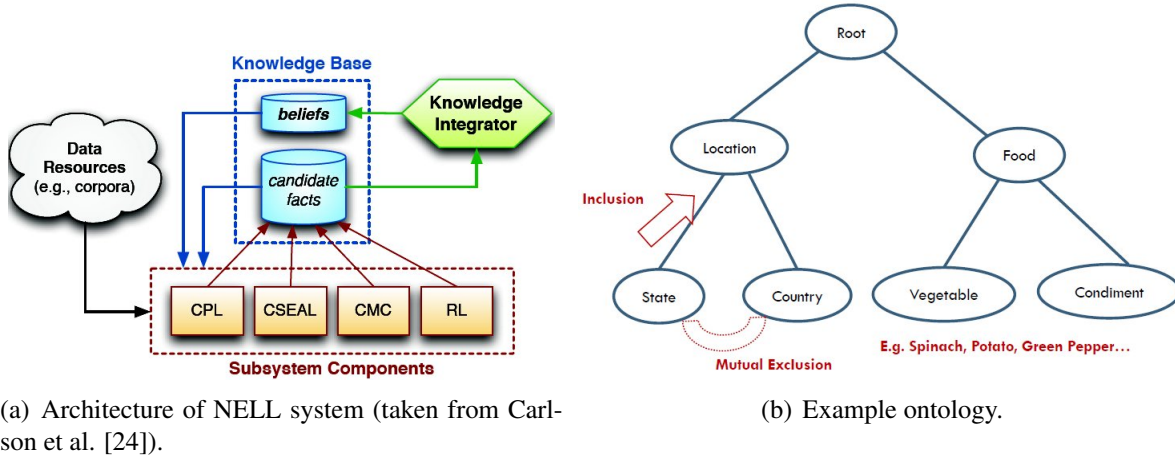 Knowledge Base
beliefs
Knowledge
Integrator
Data
Resources
(e.g., corpora)
candidate
facts
CPL
CSEAL
CMC
RL
Subsystem Components
(a) Architecture of NELL system (taken from Carl-
son et al. [24]).
Root
Location
Food
Inclusion
State
Country
Vegetable
Condiment
Mutual Exclusion
E.g. Spinach, Potato, Green Pepper...
(b) Example ontology.